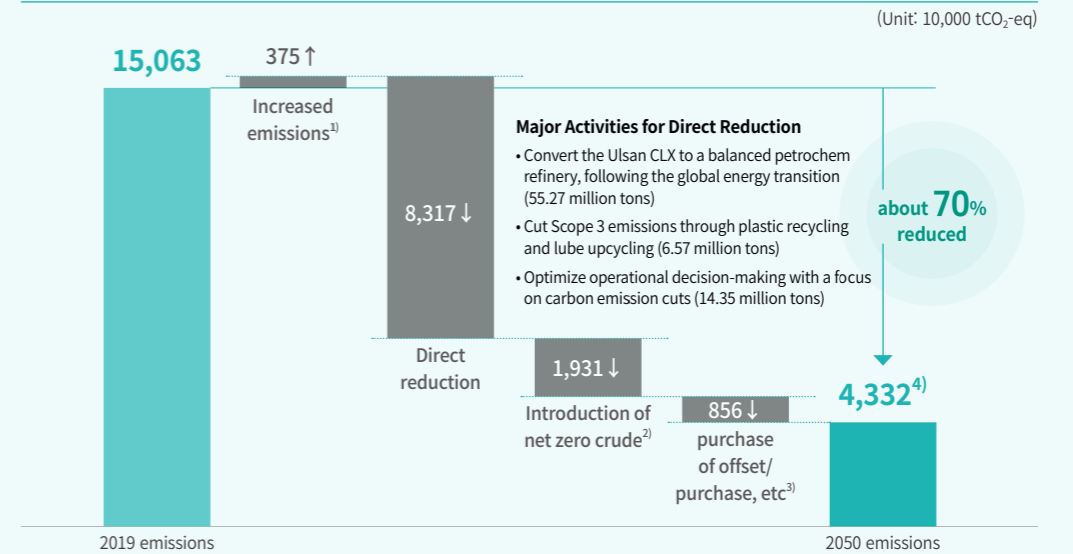 (Unit: 10,000 tCO₂-eq)
15,063
375↑
Increased
emissions¹⁾
8,317↓
Direct
reduction
Major Activities for Direct Reduction
• Convert the Ulsan CLX to a balanced petrochem
refinery, following the global energy transition
(55.27 million tons)
• Cut Scope 3 emissions through plastic recycling
and lube upcycling (6.57 million tons)
• Optimize operational decision-making with a focus
on carbon emission cuts (14.35 million tons)
about 70%
reduced
1,931↓
Introduction of
net zero crude²⁾
856↓
purchase
of offset/
purchase, etc³⁾
4,332⁴⁾
2019 emissions
2050 emissions